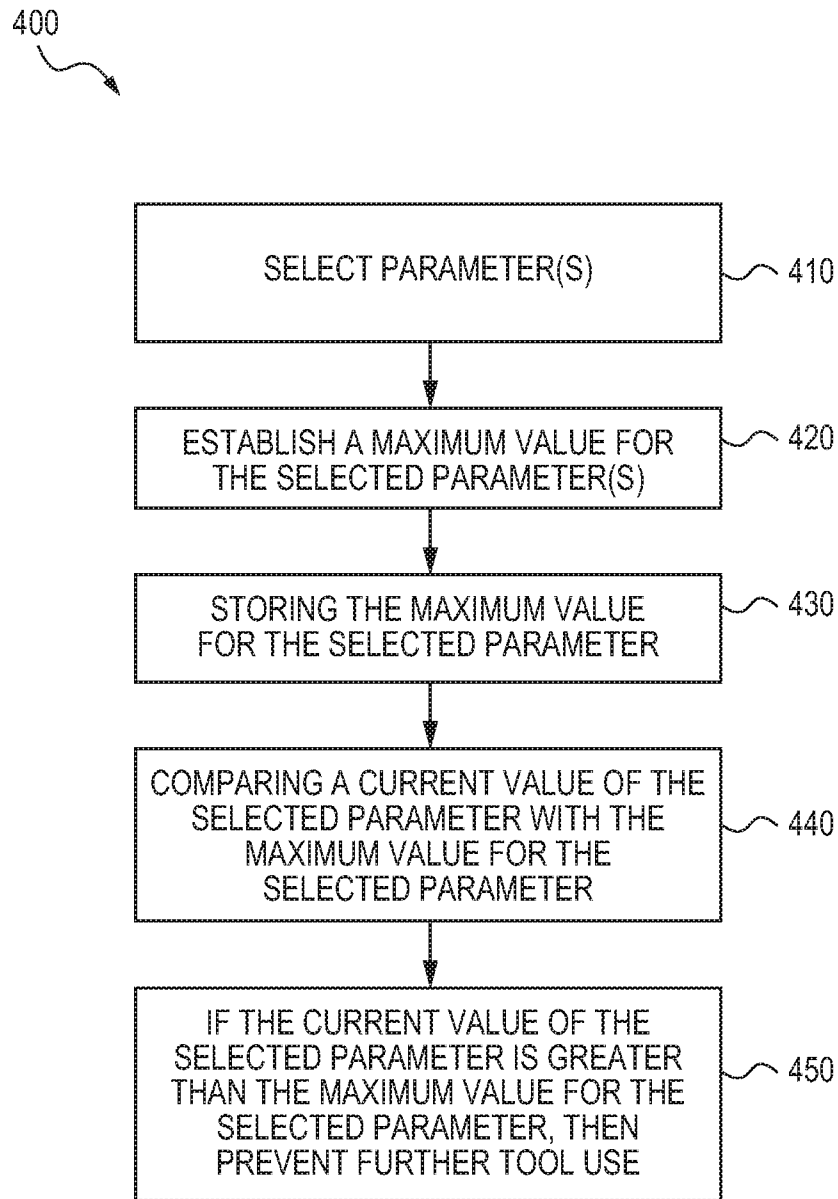 400
SELECT PARAMETER(S)
410
ESTABLISH A MAXIMUM VALUE FOR
THE SELECTED PARAMETER(S)
420
STORING THE MAXIMUM VALUE
FOR THE SELECTED PARAMETER
430
COMPARING A CURRENT VALUE OF THE
SELECTED PARAMETER WITH THE
MAXIMUM VALUE FOR THE
SELECTED PARAMETER
440
IF THE CURRENT VALUE OF THE
SELECTED PARAMETER IS GREATER
THAN THE MAXIMUM VALUE FOR THE
SELECTED PARAMETER, THEN
PREVENT FURTHER TOOL USE
450